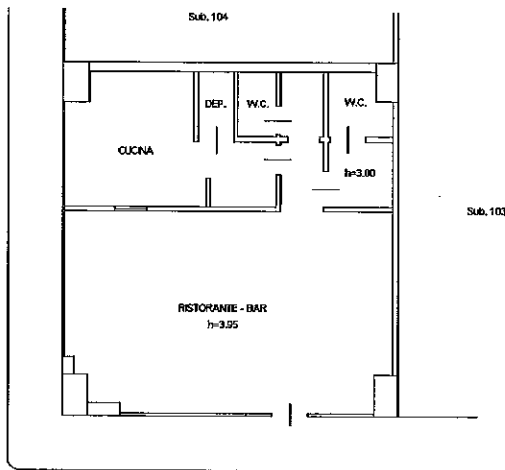 Sub. 104
DEP.
W.C.
W.C.
CUCINA
h=3.00
Sub. 103
RISTORANTE - BAR
h=3.95